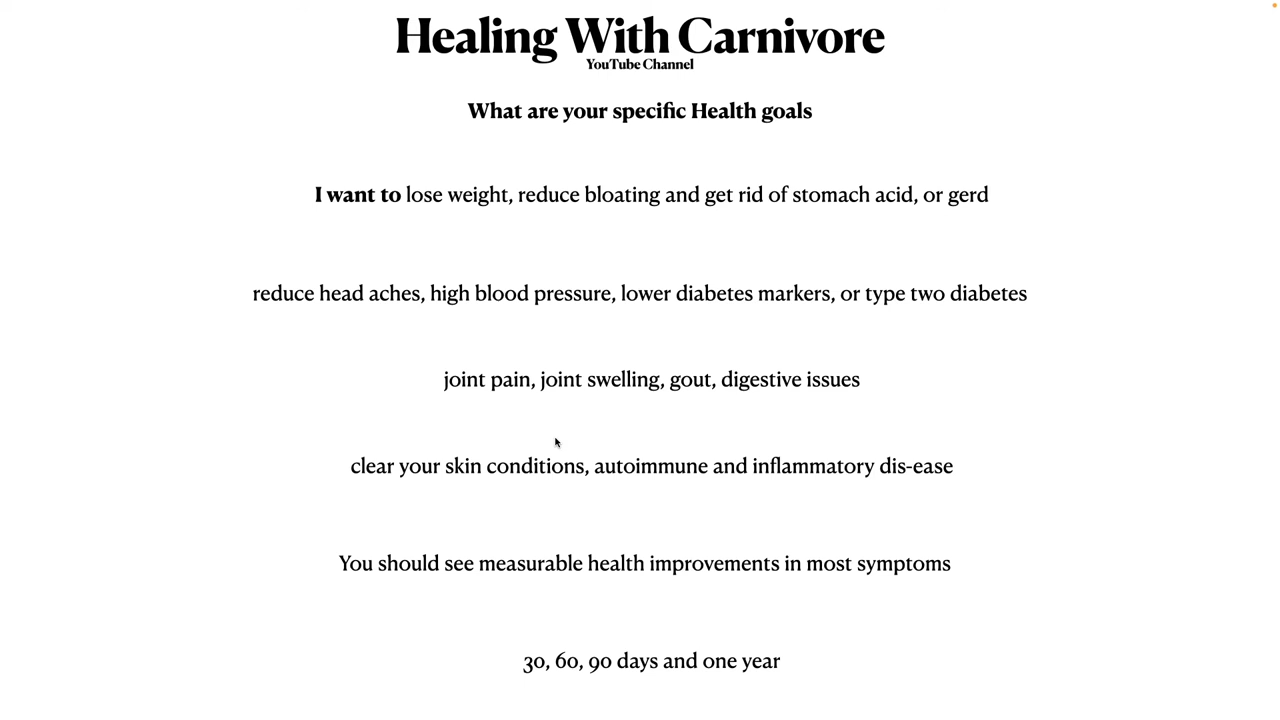 Healing With Carnivore
YouTube Channel
What are your specific Health goals
I want to lose weight, reduce bloating and get rid of stomach acid, or gerd
reduce head aches, high blood pressure, lower diabetes markers, or type two diabetes
joint pain, joint swelling, gout, digestive issues
clear your skin conditions, autoimmune and inflammatory dis-ease
You should see measurable health improvements in most symptoms
30, 60, 90 days and one year